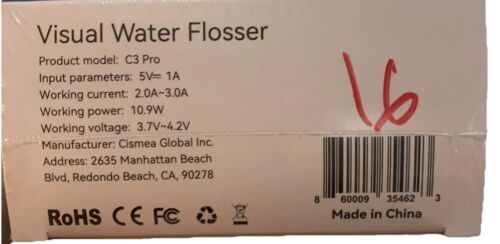 Visual Water Flosser
Product model: C3 Pro
Input parameters: 5V⎓ 1A
Working current: 2.0A~3.0A
Working power: 10.9W
Working voltage: 3.7V~4.2V
Manufacturer: Cismea Global Inc.
Address: 2635 Manhattan Beach
Blvd, Redondo Beach, CA, 90278
16
RoHS CE FC
8 60009 35462 3
Made in China